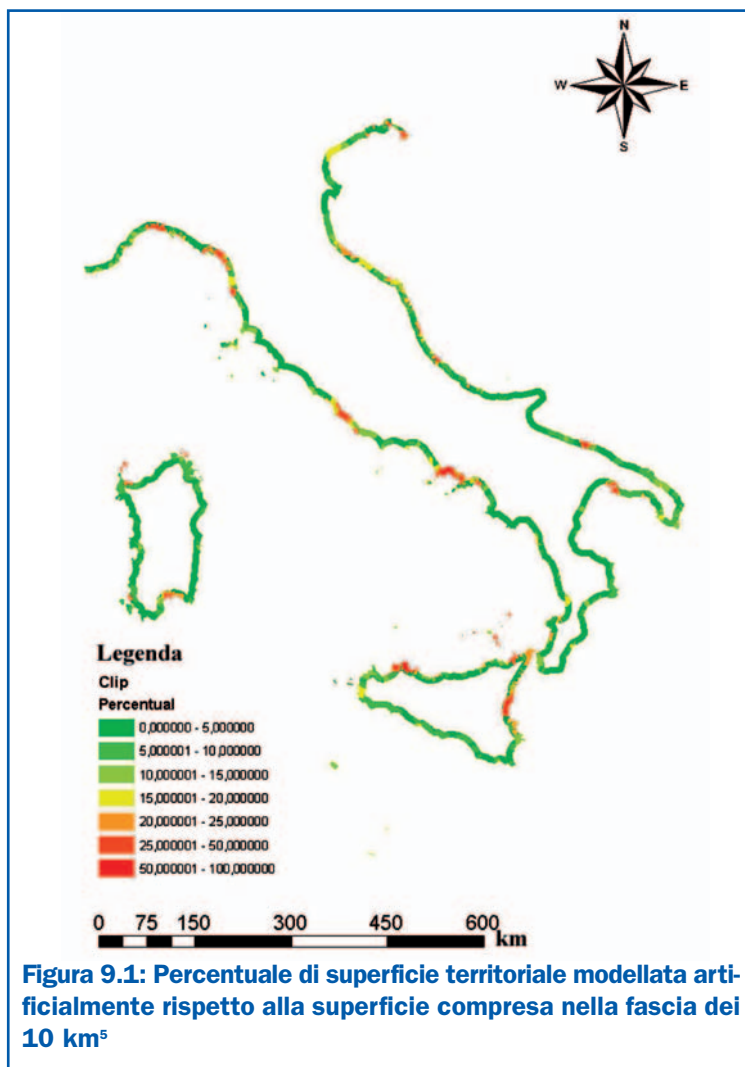 N
W E
S
Legenda
Clip
Percentual
0,000000 - 5,000000
5,000001 - 10,000000
10,000001 - 15,000000
15,000001 - 20,000000
20,000001 - 25,000000
25,000001 - 50,000000
50,000001 - 100,000000
0 75 150 300 450 600
km
Figura 9.1: Percentuale di superficie territoriale modellata arti-
ficialmente rispetto alla superficie compresa nella fascia dei
10 km⁵